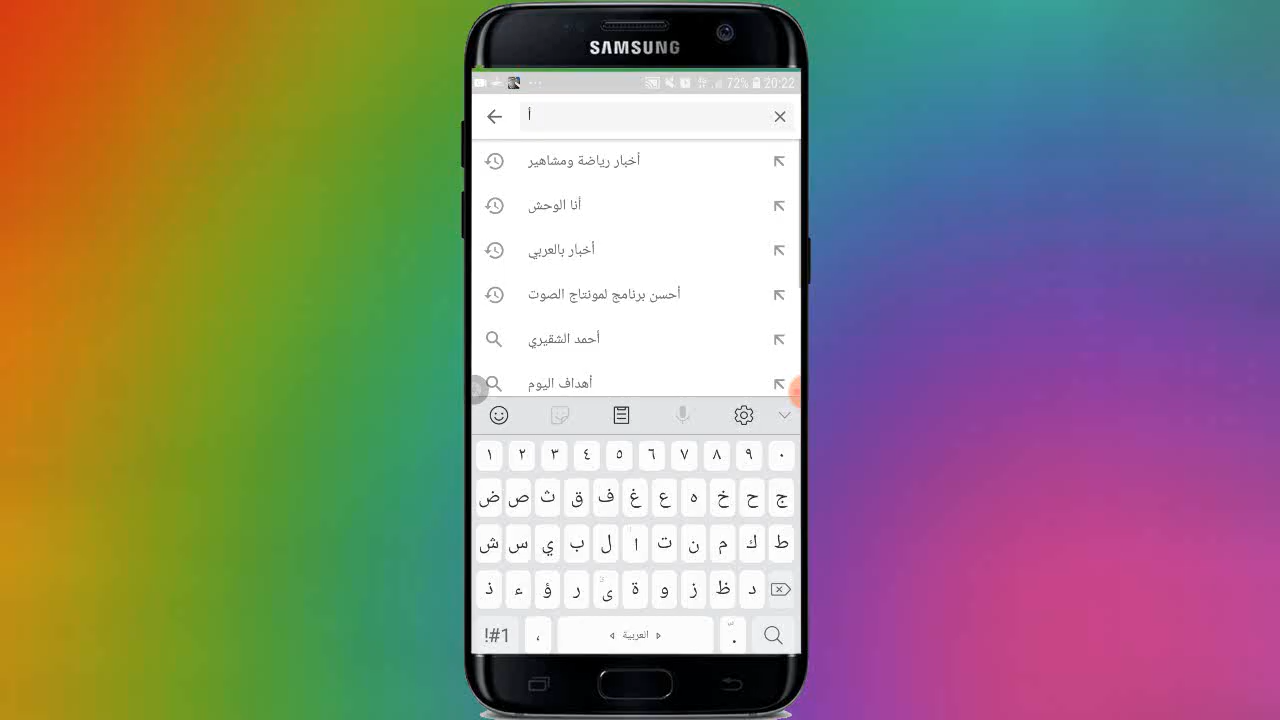 SAMSUNG
72% 20:22
أ
أخبار رياضة ومشاهير
أنا الوحش
أخبار بالعربي
أحسن برنامج لمونتاج الصوت
أحمد الشقيري
أهداف اليوم
١ ٢ ٣ ٤ ٥ ٦ ٧ ٨ ٩ ٠
ض ص ث ق ف غ ع ه خ ح ج
ش س ي ب ل ا ت ن م ك ط
ذ ء ؤ ر ى ة و ز ظ د
!#1 ، العربية .